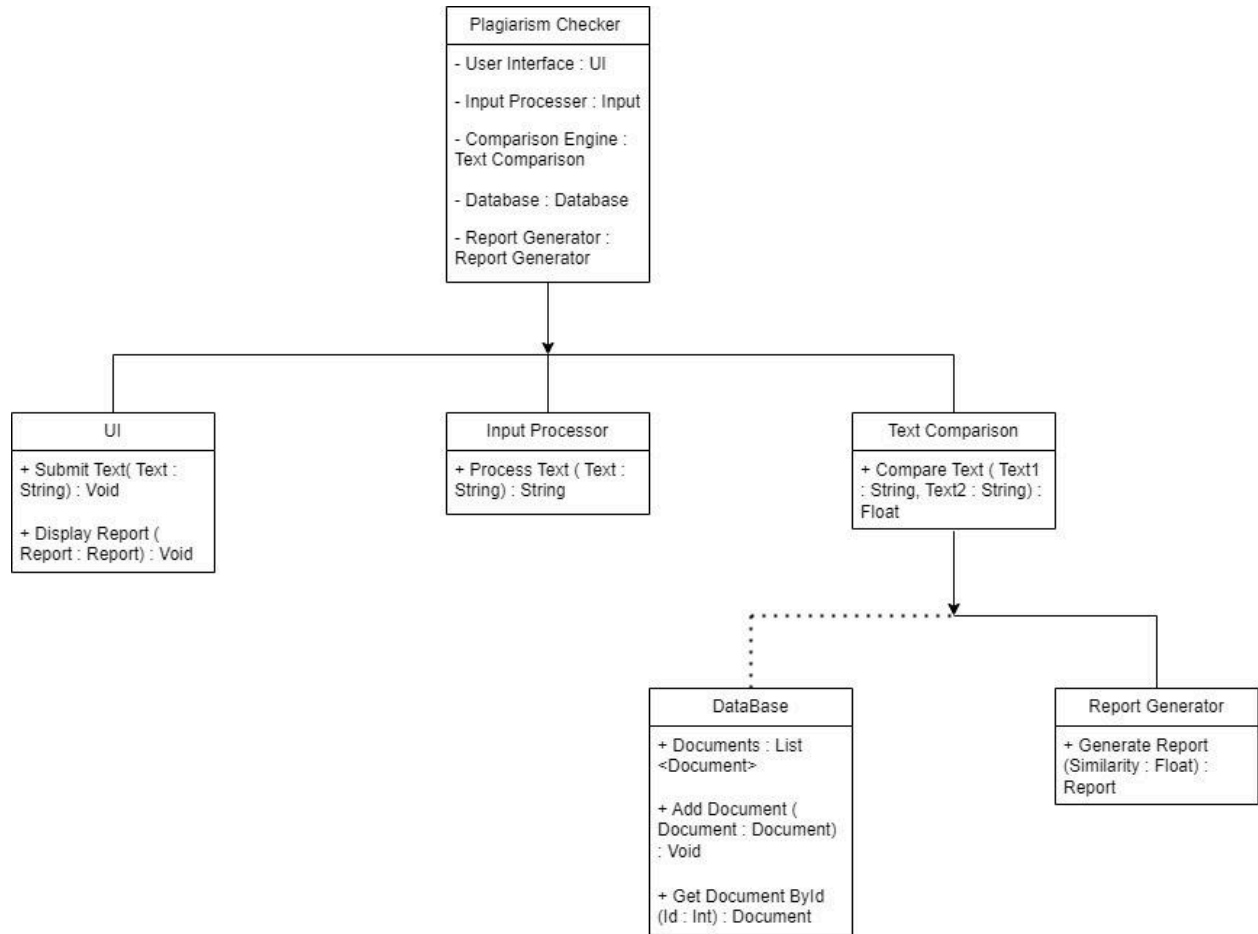 Plagiarism Checker
- User Interface : UI
- Input Processer : Input
- Comparison Engine :
Text Comparison
- Database : Database
- Report Generator :
Report Generator
UI
+ Submit Text( Text :
String) : Void
+ Display Report (
Report : Report) : Void
Input Processor
+ Process Text ( Text :
String) : String
Text Comparison
+ Compare Text ( Text1
: String, Text2 : String) :
Float
DataBase
+ Documents : List
<Document>
+ Add Document (
Document : Document)
: Void
+ Get Document ById
(Id : Int) : Document
Report Generator
+ Generate Report
(Similarity : Float) :
Report